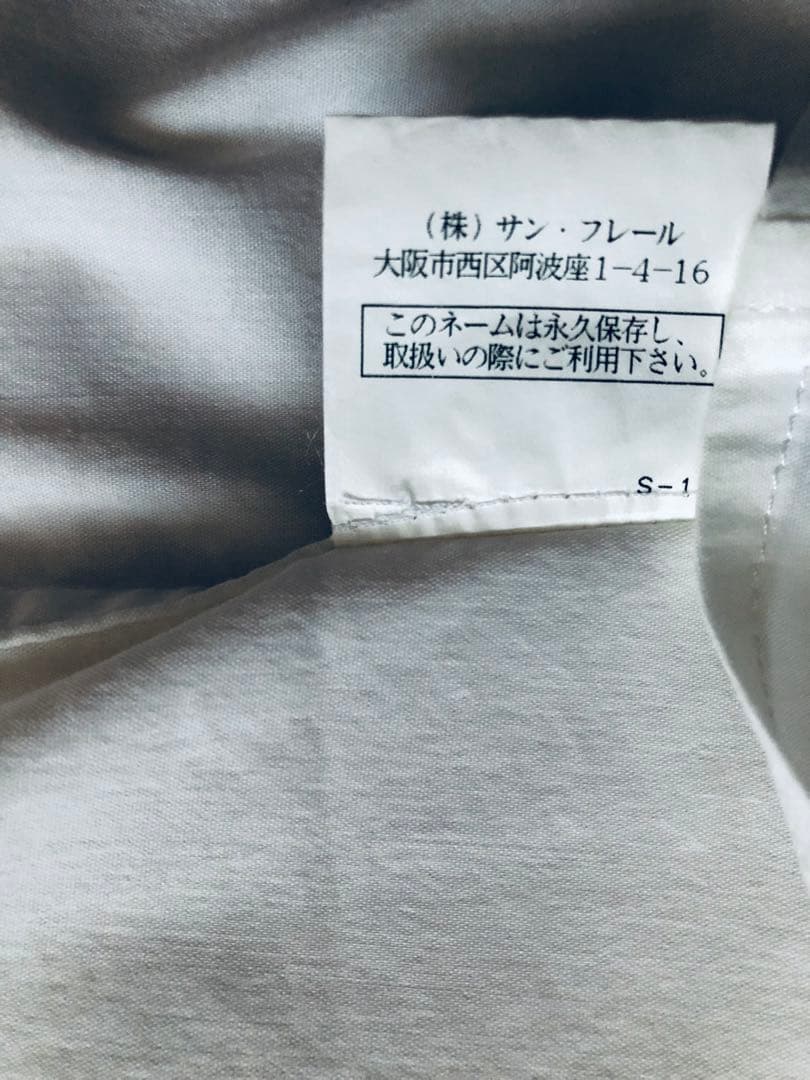 (株)サン・フレール
大阪市西区阿波座1-4-16
このネームは永久保存し、
取扱いの際にご利用下さい。
S-1